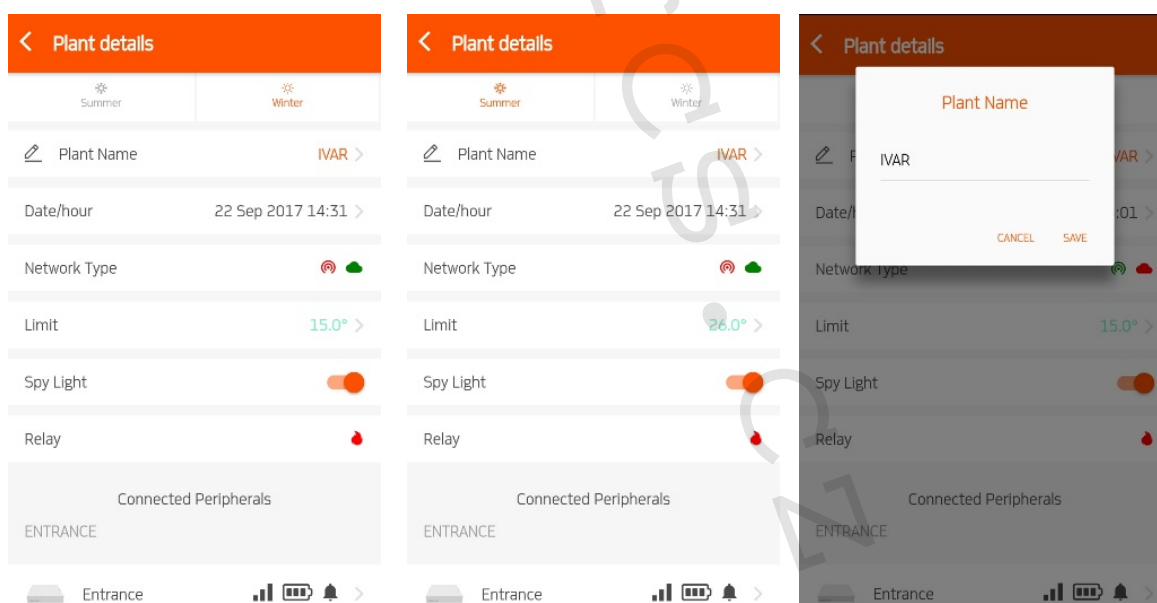 Plant details
Summer
Winter
Plant Name
IVAR
Date/hour
22 Sep 2017 14:31
Network Type
Limit
15.0°
Spy Light
Relay
Connected Peripherals
ENTRANCE
Entrance
Plant details
Summer
Winter
Plant Name
IVAR
Date/hour
22 Sep 2017 14:31
Network Type
Limit
26.0°
Spy Light
Relay
Connected Peripherals
ENTRANCE
Entrance
Plant details
Plant Name
IVAR
CANCEL
SAVE
IVAR
Date/h
:01
Network Type
Limit
15.0°
Spy Light
Relay
Connected Peripherals
ENTRANCE
Entrance